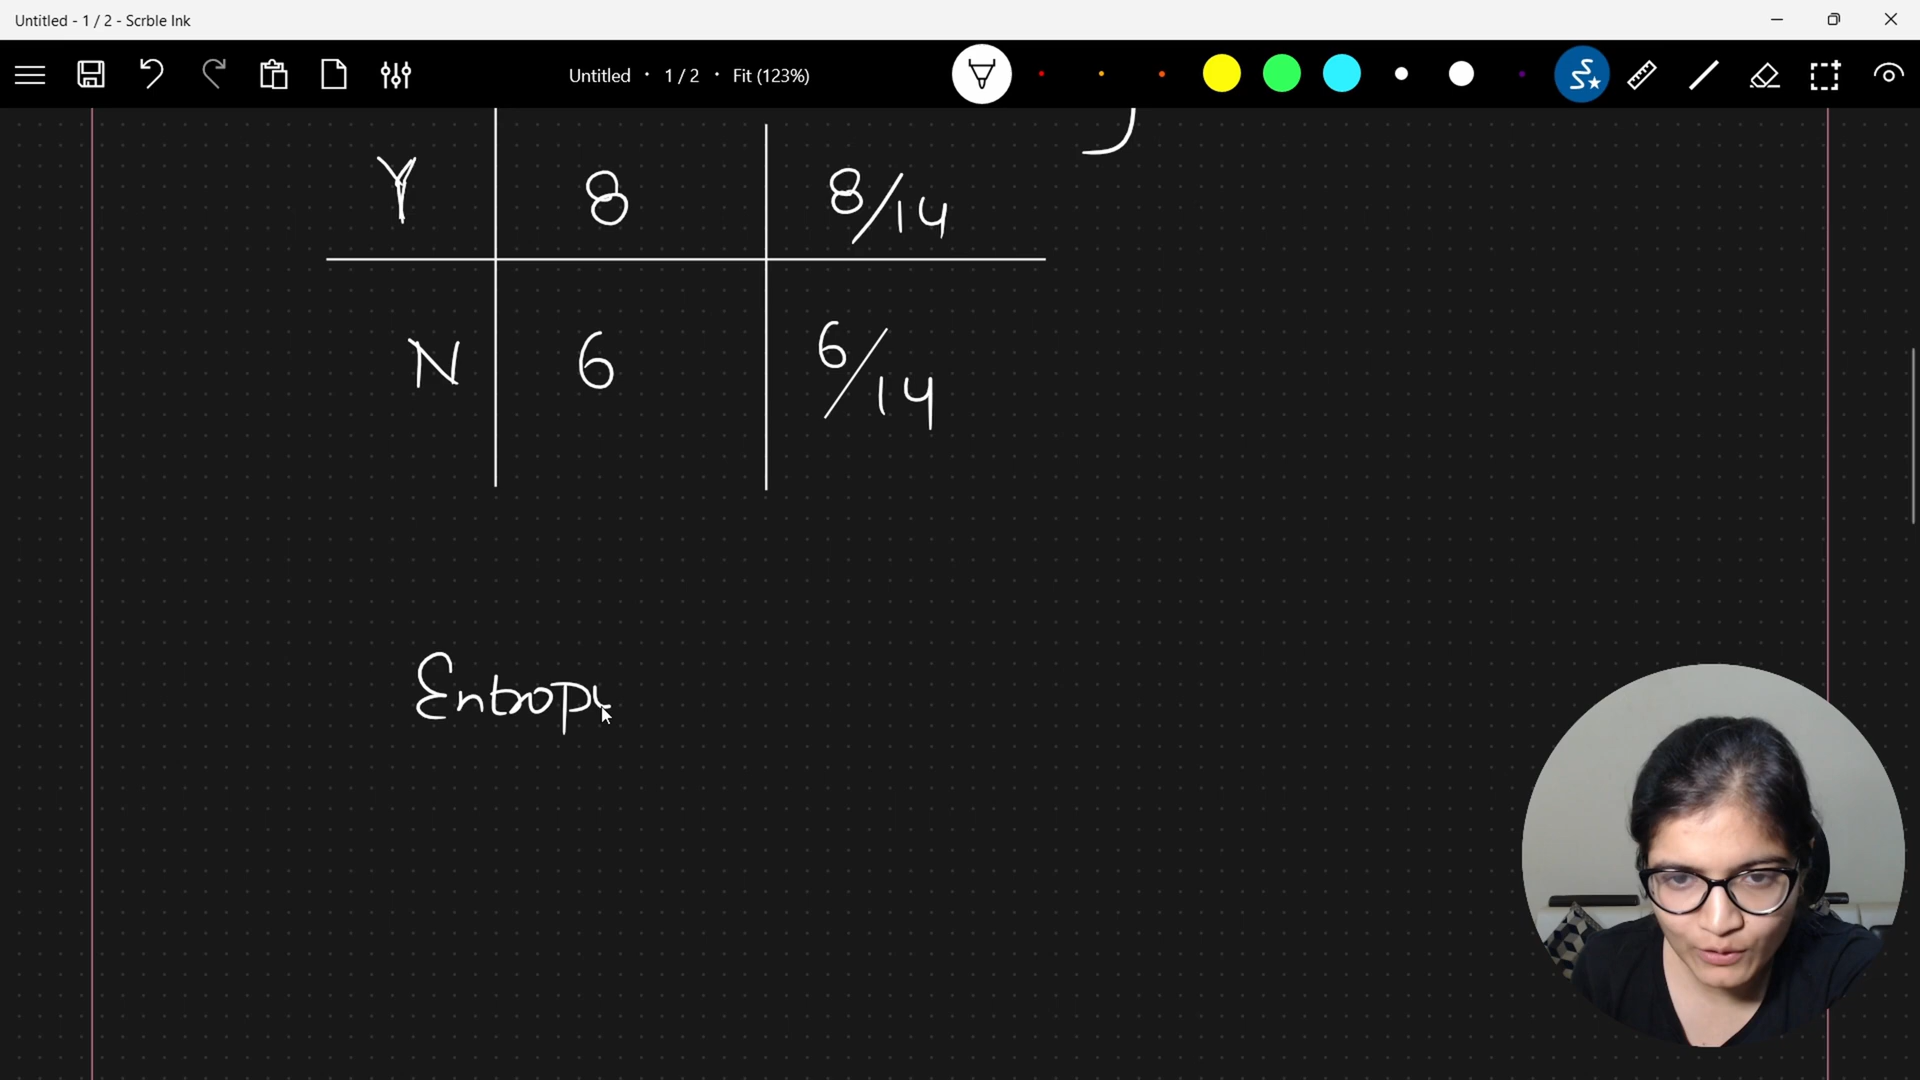 Untitled - 1 / 2 - Scrble Ink
Untitled • 1 / 2 • Fit (123%)
Y 8 8/14
N 6 6/14
Entropy